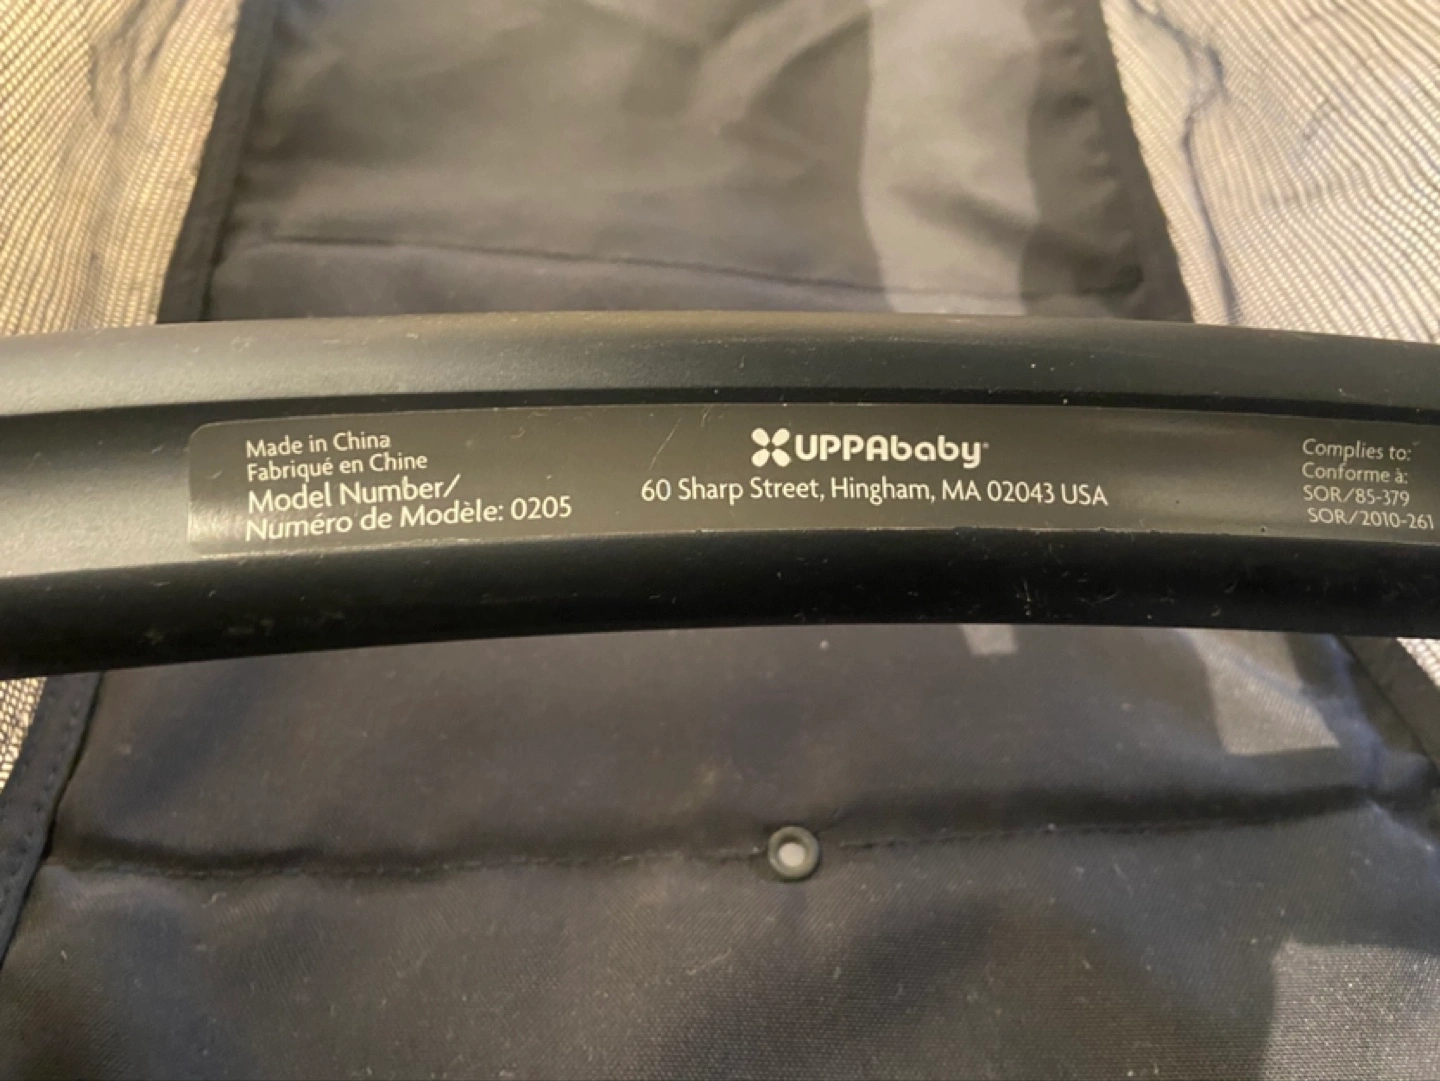 Made in China
Fabriqué en Chine
Model Number/
Numéro de Modèle: 0205
UPPAbaby
60 Sharp Street, Hingham, MA 02043 USA
Complies to:
Conforme à:
SOR/85-379
SOR/2010-261